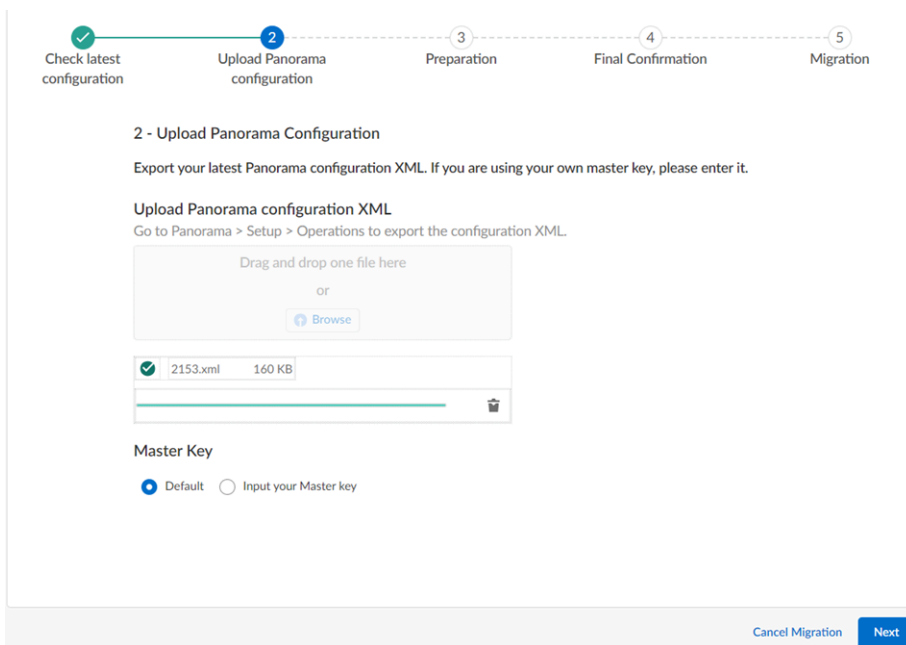 2
3
4
5
Check latest
configuration
Upload Panorama
configuration
Preparation
Final Confirmation
Migration
2 - Upload Panorama Configuration
Export your latest Panorama configuration XML. If you are using your own master key, please enter it.
Upload Panorama configuration XML
Go to Panorama > Setup > Operations to export the configuration XML.
Drag and drop one file here
or
Browse
2153.xml 160 KB
Master Key
Default Input your Master key
Cancel Migration Next